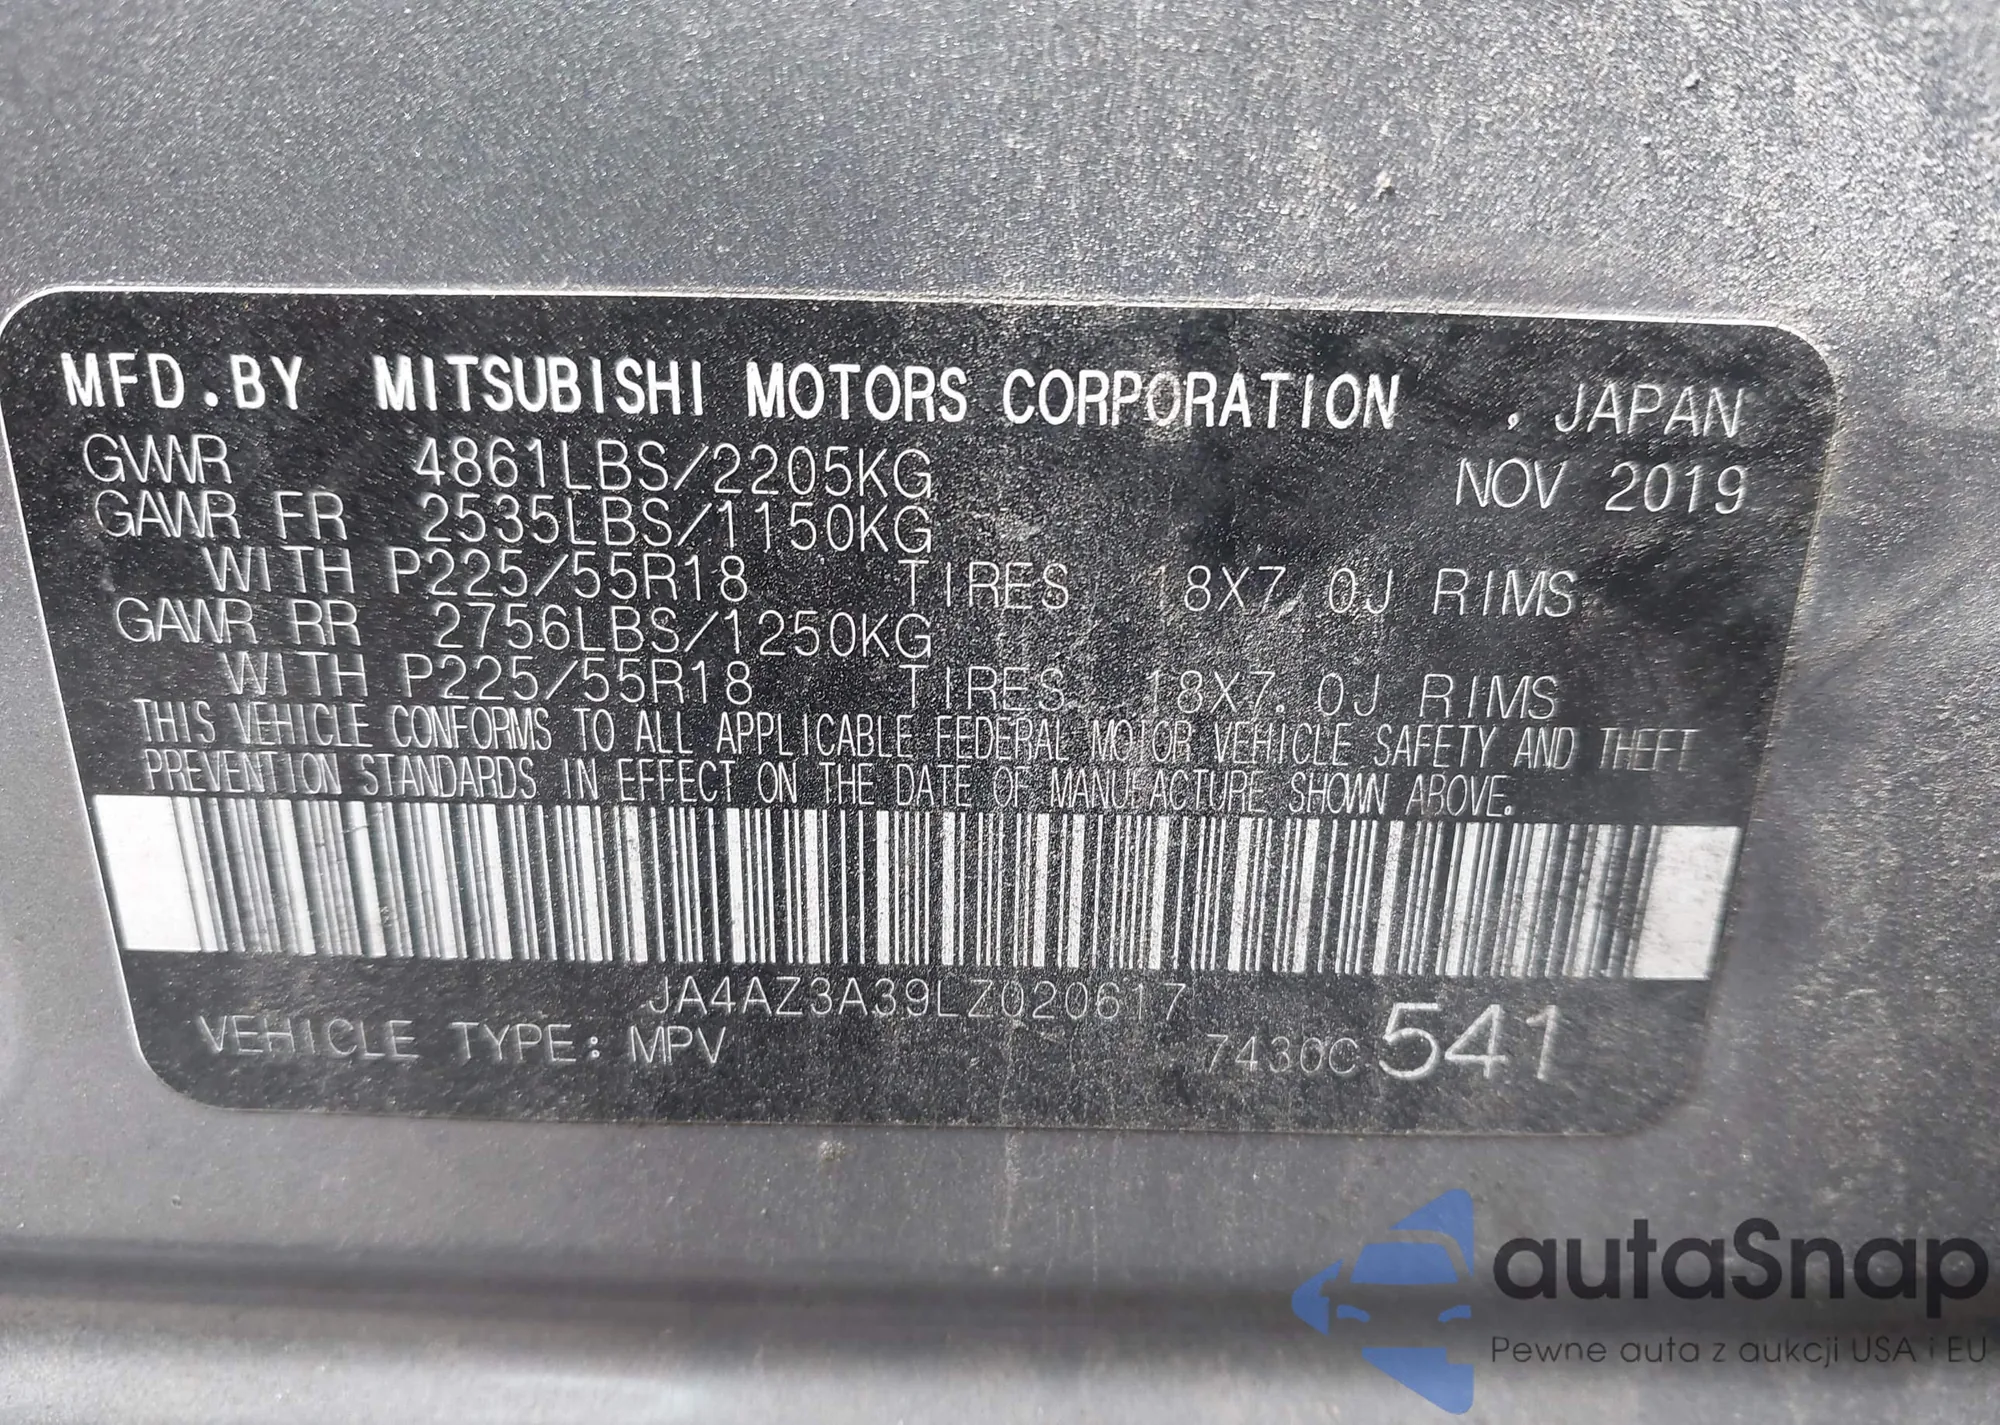 MFD.BY MITSUBISHI MOTORS CORPORATION , JAPAN
GVWR 4861LBS/2205KG NOV 2019
GAWR FR 2535LBS/1150KG
WITH P225/55R18 TIRES 18X7.0J RIMS
GAWR RR 2756LBS/1250KG
WITH P225/55R18 TIRES 18X7.0J RIMS
THIS VEHICLE CONFORMS TO ALL APPLICABLE FEDERAL MOTOR VEHICLE SAFETY AND THEFT
PREVENTION STANDARDS IN EFFECT ON THE DATE OF MANUFACTURE SHOWN ABOVE.
JA4AZ3A39LZ020617
VEHICLE TYPE: MPV 7430C 541
autaSnap
Pewne auta z aukcji USA i EU